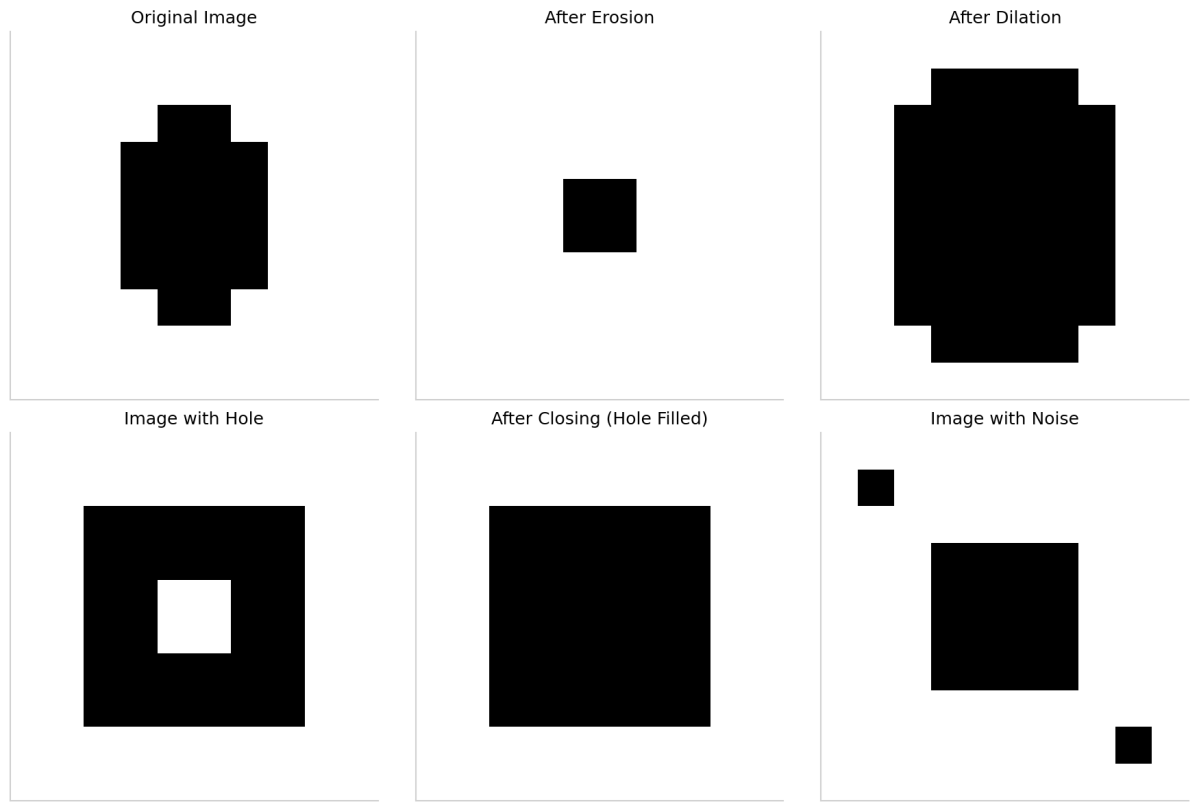 Original Image
After Erosion
After Dilation
Image with Hole
After Closing (Hole Filled)
Image with Noise